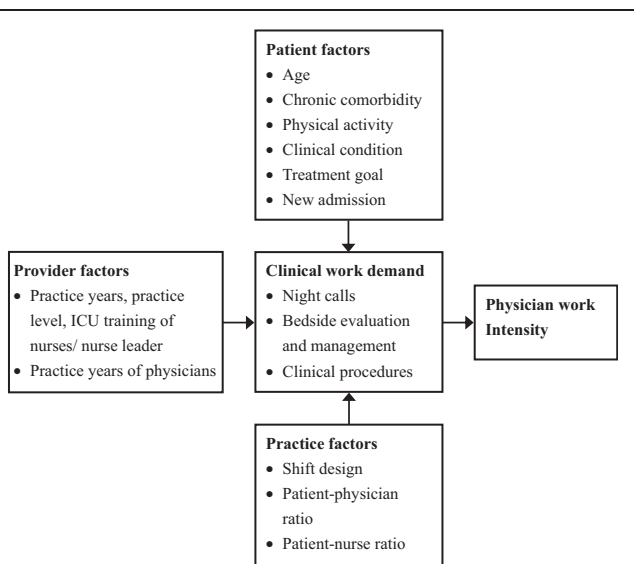 Patient factors
• Age
• Chronic comorbidity
• Physical activity
• Clinical condition
• Treatment goal
• New admission
Provider factors
• Practice years, practice
level, ICU training of
nurses/ nurse leader
• Practice years of physicians
Clinical work demand
• Night calls
• Bedside evaluation
and management
• Clinical procedures
Physician work
Intensity
Practice factors
• Shift design
• Patient-physician
ratio
• Patient-nurse ratio